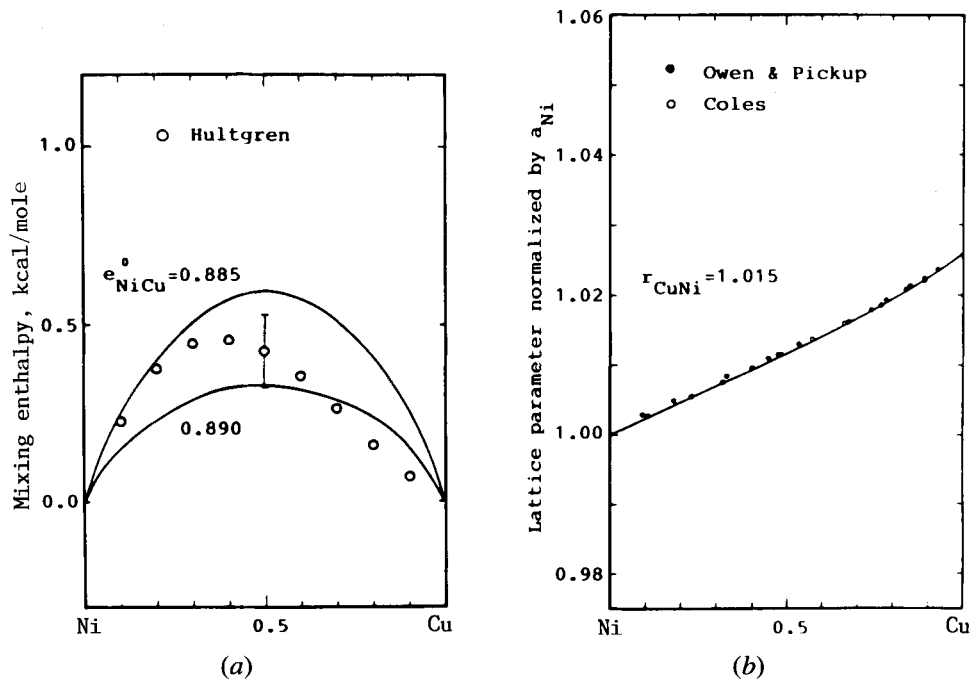 Mixing enthalpy, kcal/mole
1.0
0.5
0.0
Hultgren
e°NiCu=0.885
0.890
Ni
0.5
Cu
(a)
Lattice parameter normalized by aNi
1.06
1.04
1.02
1.00
0.98
Owen & Pickup
Coles
rCuNi=1.015
Ni
0.5
Cu
(b)